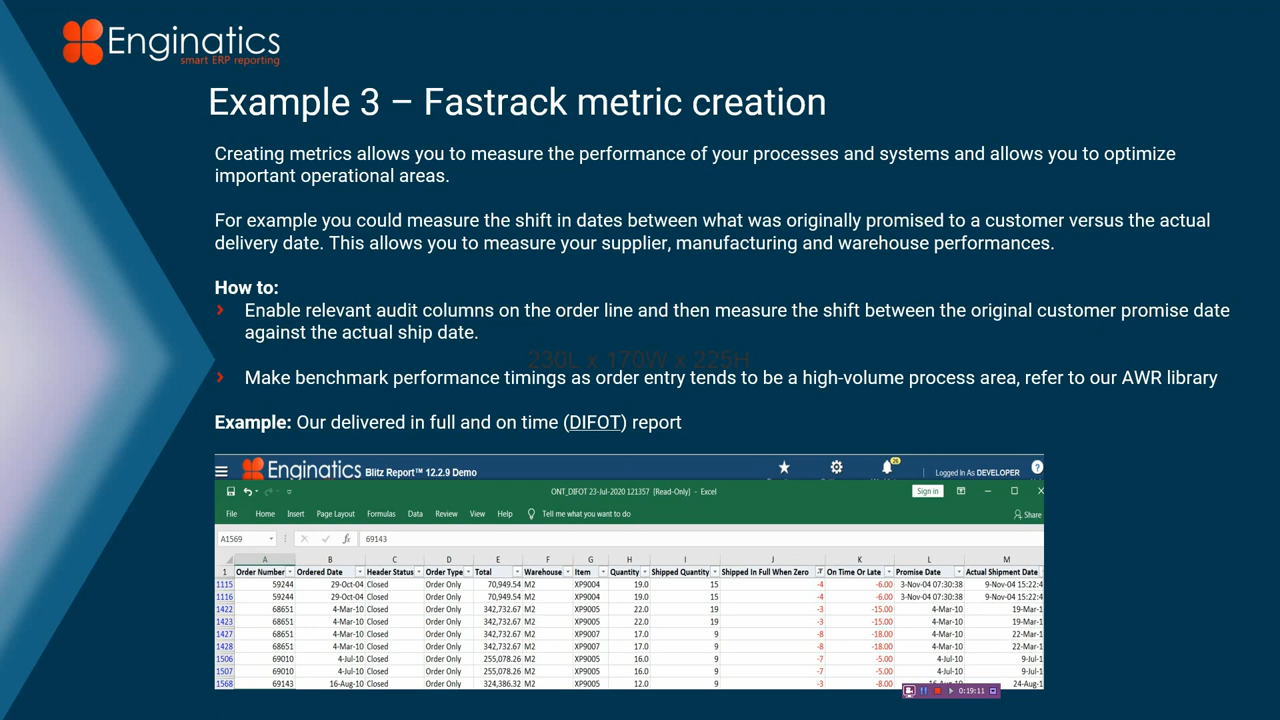 Enginatics
smart ERP reporting
Example 3 – Fastrack metric creation
Creating metrics allows you to measure the performance of your processes and systems and allows you to optimize
important operational areas.
For example you could measure the shift in dates between what was originally promised to a customer versus the actual
delivery date. This allows you to measure your supplier, manufacturing and warehouse performances.
How to:
Enable relevant audit columns on the order line and then measure the shift between the original customer promise date
against the actual ship date.
230L x 170W x 225H
Make benchmark performance timings as order entry tends to be a high-volume process area, refer to our AWR library
Example: Our delivered in full and on time (DIFOT) report
Enginatics Blitz Report™ 12.2.9 Demo Logged In As DEVELOPER ?
ONT_DIFOT 23-Jul-2020 121357 [Read-Only] - Excel Sign in
File Home Insert Page Layout Formulas Data Review View Help Tell me what you want to do Share
A1569 fx 69143
A B C D E F G H I J K L M
1 Order Number Ordered Date Header Status Order Type Total Warehouse Item Quantity Shipped Quantity Shipped In Full When Zero On Time Or Late Promise Date Actual Shipment Date
1115 59244 29-Oct-04 Closed Order Only 70,949.54 M2 XP9004 19.0 15 -4 -6.00 3-Nov-04 07:30:38 9-Nov-04 15:22:4
1116 59244 29-Oct-04 Closed Order Only 70,949.54 M2 XP9004 19.0 15 -4 -6.00 3-Nov-04 07:30:38 9-Nov-04 15:22:4
1422 68651 4-Mar-10 Closed Order Only 342,732.67 M2 XP9005 22.0 19 -3 -15.00 4-Mar-10 19-Mar-1
1423 68651 4-Mar-10 Closed Order Only 342,732.67 M2 XP9005 22.0 19 -3 -15.00 4-Mar-10 19-Mar-1
1427 68651 4-Mar-10 Closed Order Only 342,732.67 M2 XP9007 17.0 9 -8 -18.00 4-Mar-10 22-Mar-1
1428 68651 4-Mar-10 Closed Order Only 342,732.67 M2 XP9007 17.0 9 -8 -18.00 4-Mar-10 22-Mar-1
1506 69010 4-Jul-10 Closed Order Only 255,078.26 M2 XP9005 16.0 9 -7 -5.00 4-Jul-10 9-Jul-1
1507 69010 4-Jul-10 Closed Order Only 255,078.26 M2 XP9005 16.0 9 -7 -5.00 4-Jul-10 9-Jul-1
1568 69143 16-Aug-10 Closed Order Only 324,386.32 M2 XP9005 12.0 9 -3 -8.00 24-Aug-1
0:19:11